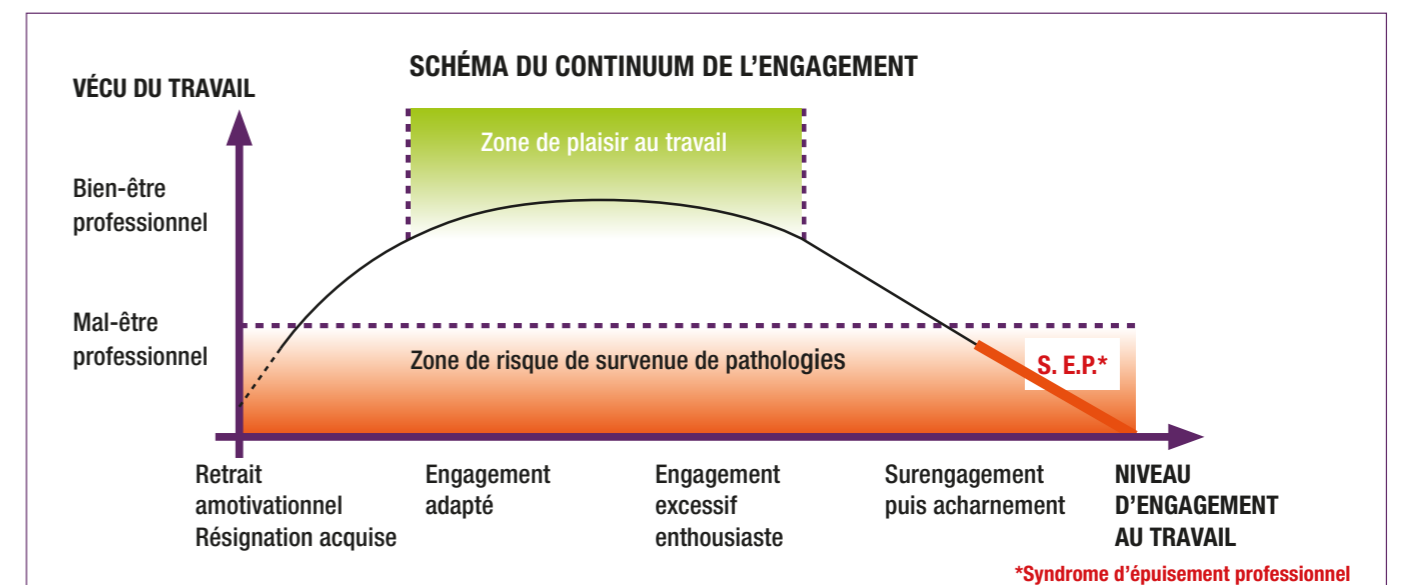 SCHÉMA DU CONTINUUM DE L'ENGAGEMENT
VÉCU DU TRAVAIL
Zone de plaisir au travail
Bien-être
professionnel
Mal-être
professionnel
Zone de risque de survenue de pathologies
S. E.P.*
Retrait
amotivationnel
Résignation acquise
Engagement
adapté
Engagement
excessif
enthousiaste
Surengagement
puis acharnement
NIVEAU
D'ENGAGEMENT
AU TRAVAIL
*Syndrome d'épuisement professionnel